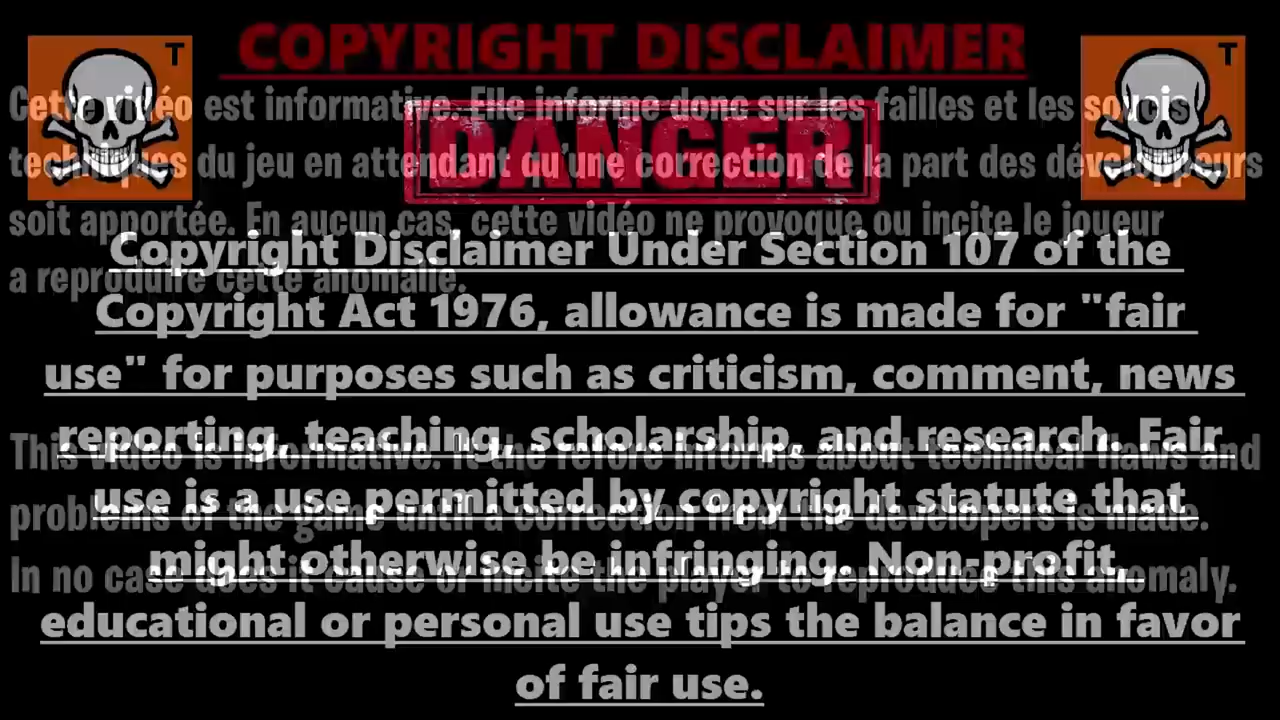 COPYRIGHT DISCLAIMER
T
T
DANGER
Cette vidéo est informative. Elle informe donc sur les failles et les soucis
techniques du jeu en attendant qu'une correction de la part des développeurs
soit apportée. En aucun cas, cette vidéo ne provoque ou incite le joueur
a reproduire cette anomalie.
Copyright Disclaimer Under Section 107 of the
Copyright Act 1976, allowance is made for "fair
use" for purposes such as criticism, comment, news
reporting, teaching, scholarship, and research. Fair
use is a use permitted by copyright statute that
might otherwise be infringing. Non-profit,
educational or personal use tips the balance in favor
of fair use.
This video is informative. It the refore informs about technical flaws and
problems of the game until a correction from the developers is made.
In no case does it cause or incite the player to reproduce this anomaly.